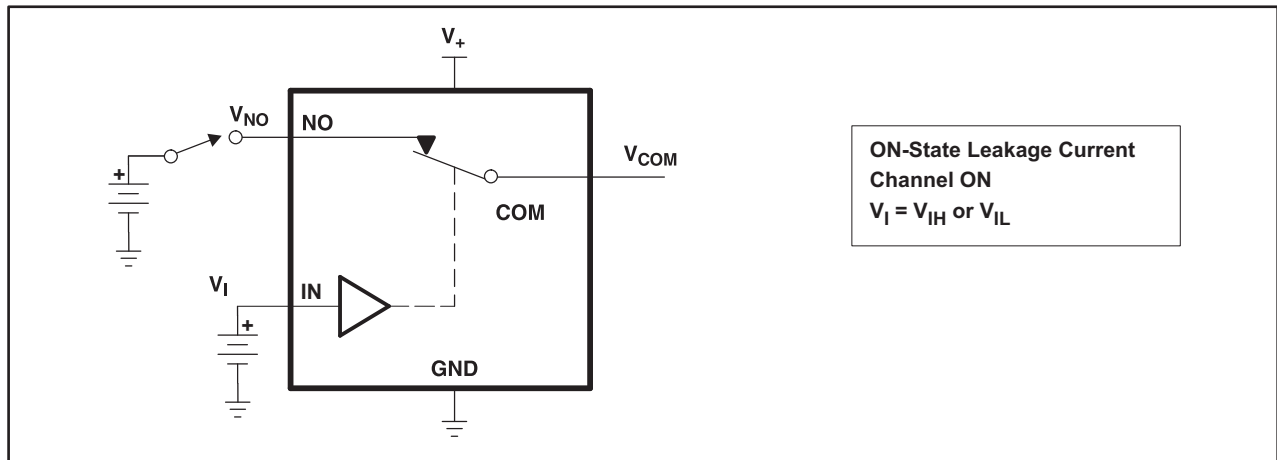 V+
VNO
NO
VCOM
COM
+
VI
IN
+
GND
ON-State Leakage Current
Channel ON
VI = VIH or VIL